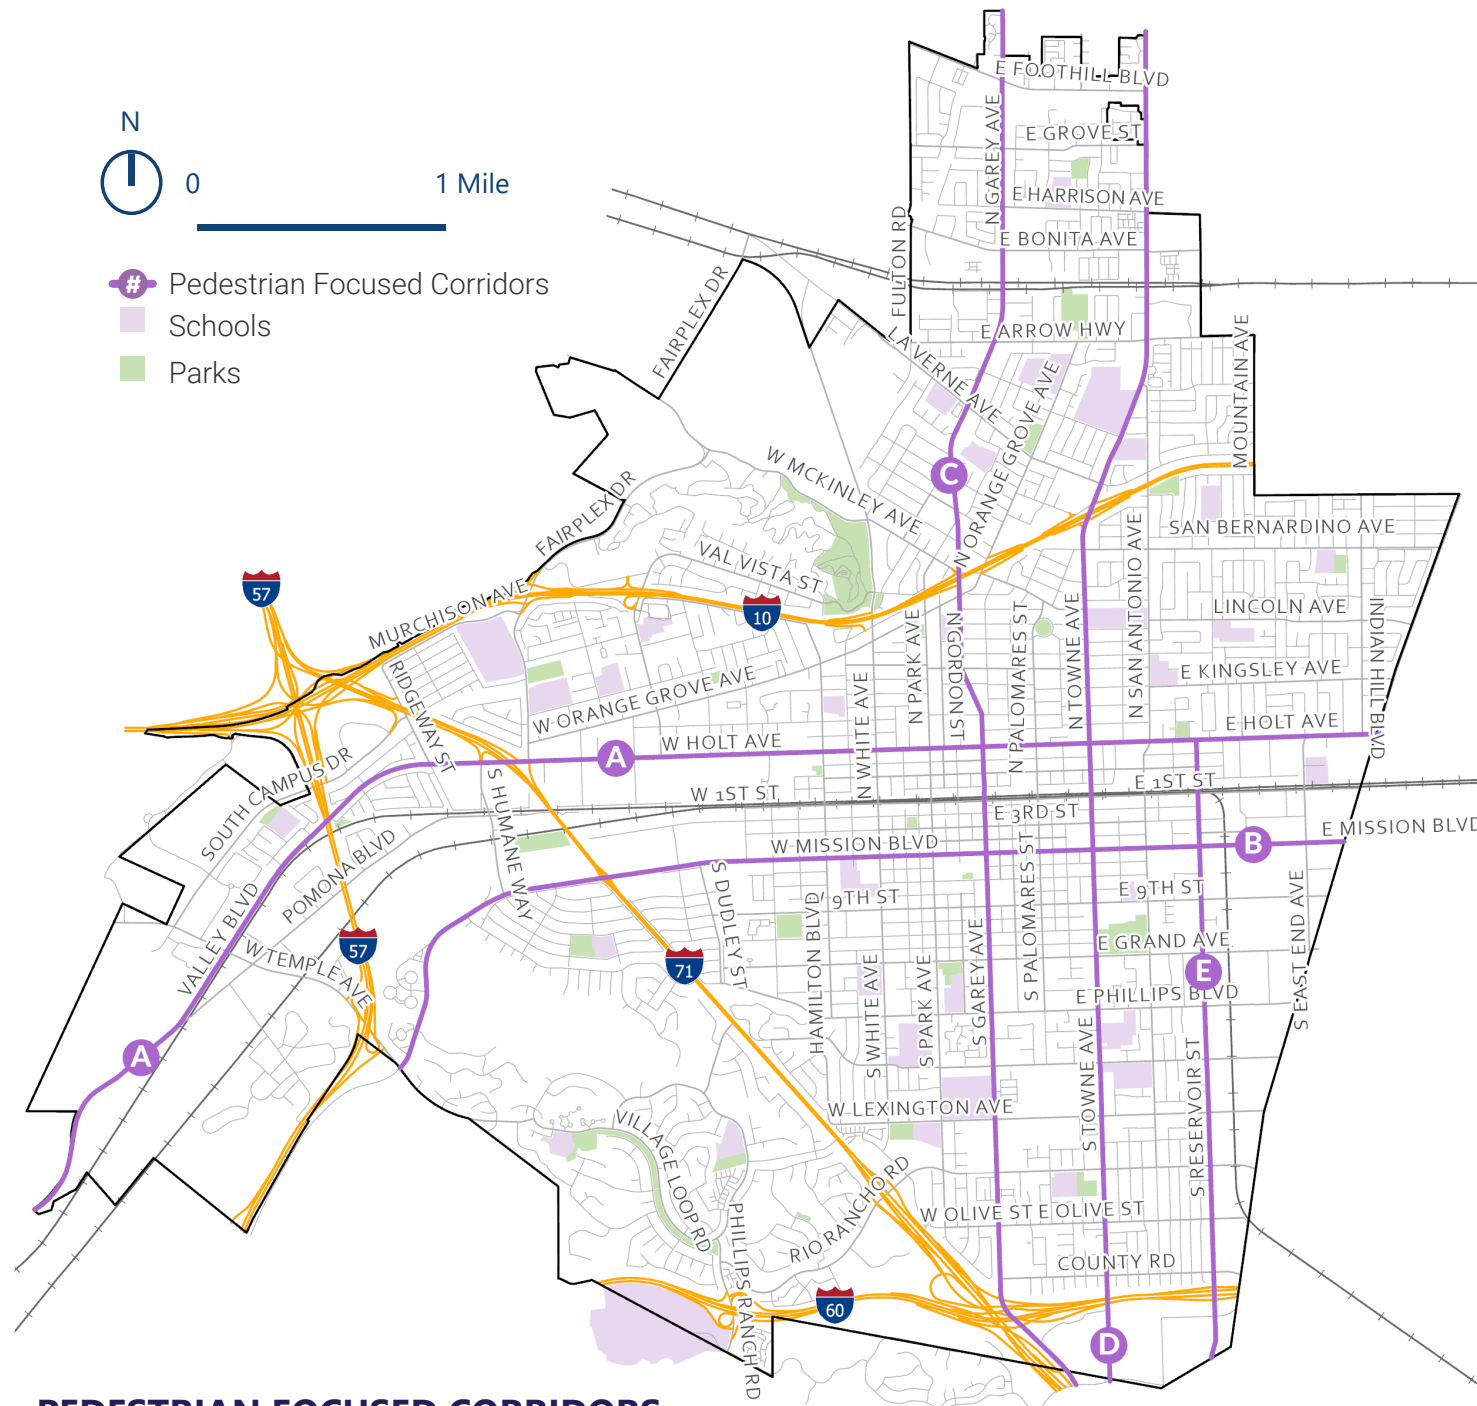 E FOOTHILL BLVD
N
N GAREY AVE
E GROVE ST
0
1 Mile
E HARRISON AVE
FULTON RD
E BONITA AVE
# Pedestrian Focused Corridors
FAIRPLEX DR
Schools
E ARROW HWY
LA VERNE AVE
MOUNTAIN AVE
Parks
N ORANGE GROVE AVE
C
W MCKINLEY AVE
FAIRPLEX DR
SAN BERNARDINO AVE
VAL VISTA ST
57
MURCHISON AVE
10
LINCOLN AVE
N PARK AVE
N GORDON ST
N PALOMARES ST
N TOWNE AVE
N SAN ANTONIO AVE
INDIAN HILL BLVD
RIDGEWAY ST
E KINGSLEY AVE
W ORANGE GROVE AVE
N WHITE AVE
E HOLT AVE
W HOLT AVE
A
SOUTH CAMPUS DR
S HUMANE WAY
E 1ST ST
W 1ST ST
E 3RD ST
E MISSION BLVD
W MISSION BLVD
B
POMONA BLVD
VALLEY BLVD
S DUDLEY ST
HAMILTON BLVD
9TH ST
E 9TH ST
S PALOMARES ST
57
W TEMPLE AVE
E GRAND AVE
S EAST END AVE
71
E
S WHITE AVE
S PARK AVE
S GAREY AVE
E PHILLIPS BLVD
A
S TOWNE AVE
S RESERVOIR ST
W LEXINGTON AVE
VILLAGE LOOP RD
RIO RANCHO RD
W OLIVE ST
E OLIVE ST
PHILLIPS RANCH RD
COUNTY RD
60
D
PEDESTRIAN FOCUSED CORRIDORS